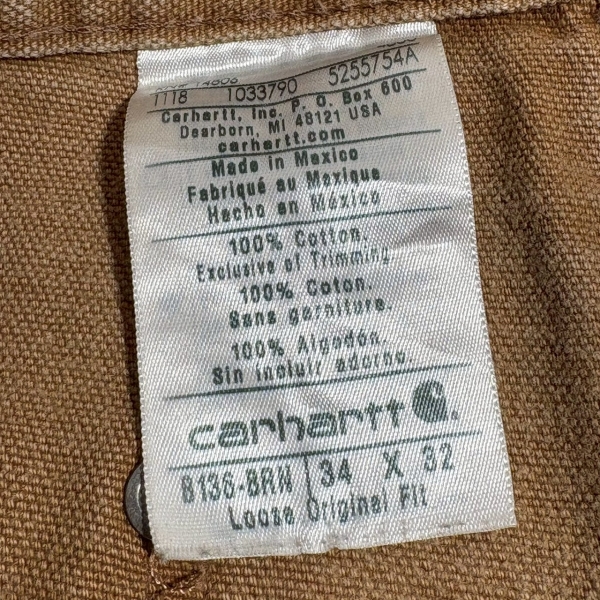 1118 1033790 5255754A
Carhartt, Inc. P. O. Box 600
Dearborn, MI 48121 USA
carhartt.com
Made in Mexico
Fabriqué au Mexique
Hecho en México
100% Cotton.
Exclusive of Trimming
100% Coton.
Sans garniture.
100% Algodón.
Sin incluir adorno.
carhartt
B136-BRN 34 X 32
Loose Original Fit